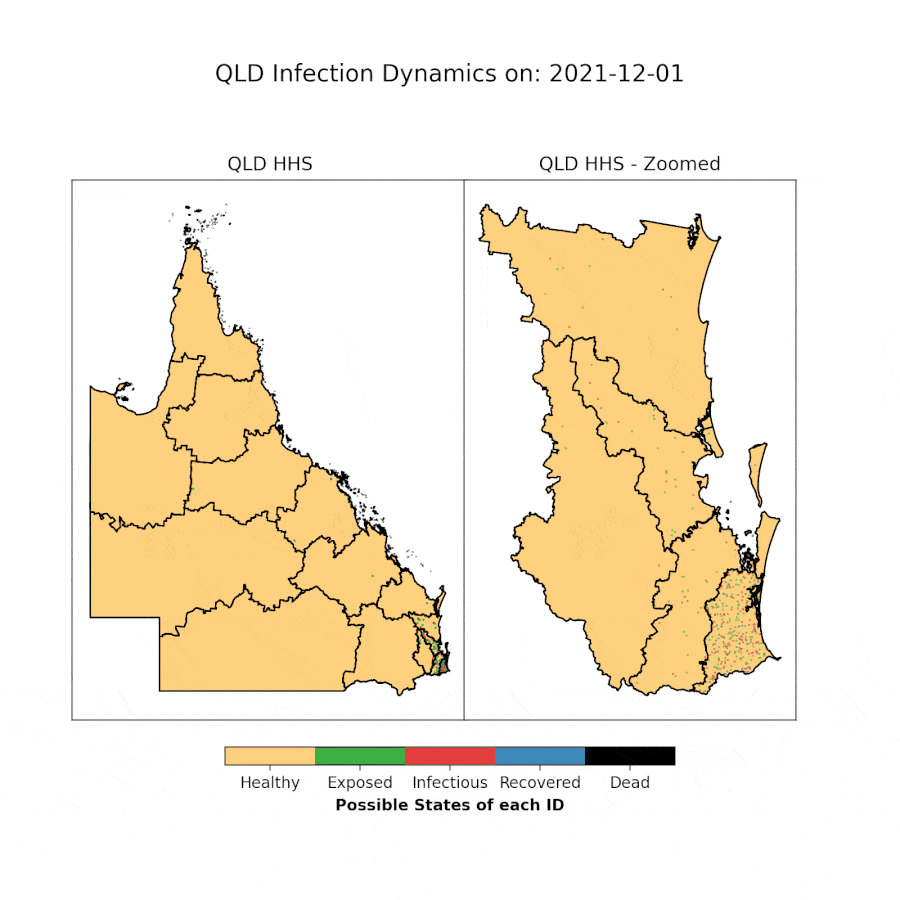 QLD Infection Dynamics on: 2021-12-01
QLD HHS
QLD HHS - Zoomed
Healthy Exposed Infectious Recovered Dead
Possible States of each ID